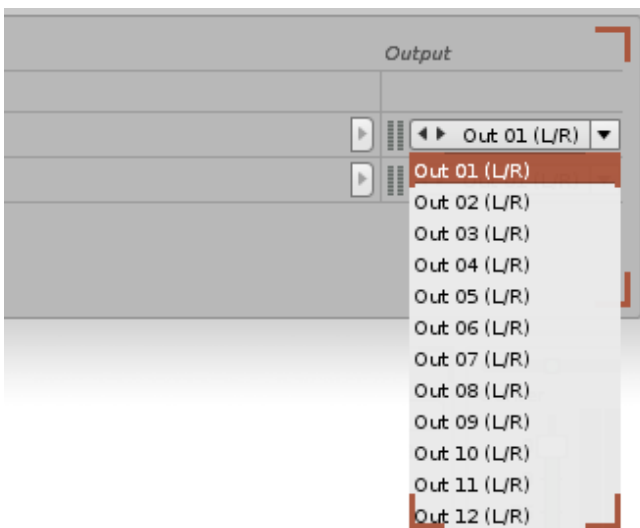 Output
Out 01 (L/R)
Out 01 (L/R)
Out 02 (L/R)
Out 03 (L/R)
Out 04 (L/R)
Out 05 (L/R)
Out 06 (L/R)
Out 07 (L/R)
Out 08 (L/R)
Out 09 (L/R)
Out 10 (L/R)
Out 11 (L/R)
Out 12 (L/R)